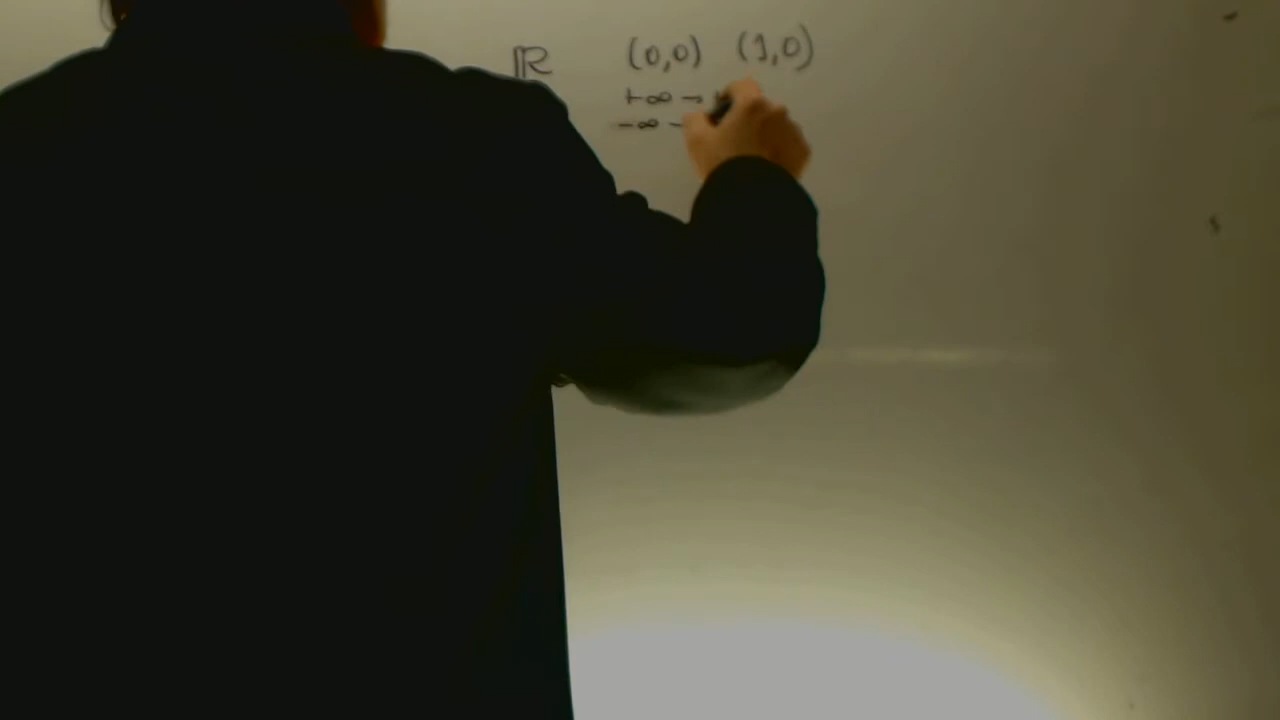 ℝ (0,0) (1,0)
+∞ →
-∞ -